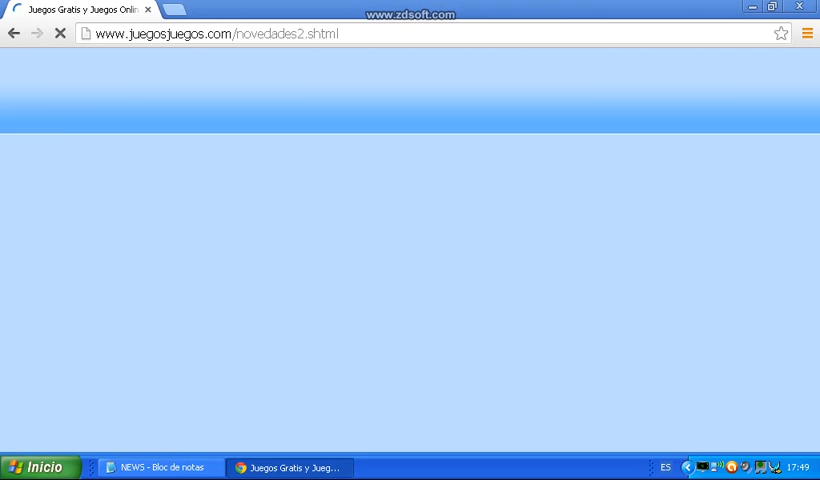 Juegos Gratis y Juegos Onlin
www.zdsoft.com
www.juegosjuegos.com/novedades2.shtml
Inicio
NEWS - Bloc de notas
Juegos Gratis y Jueg...
ES
17:49